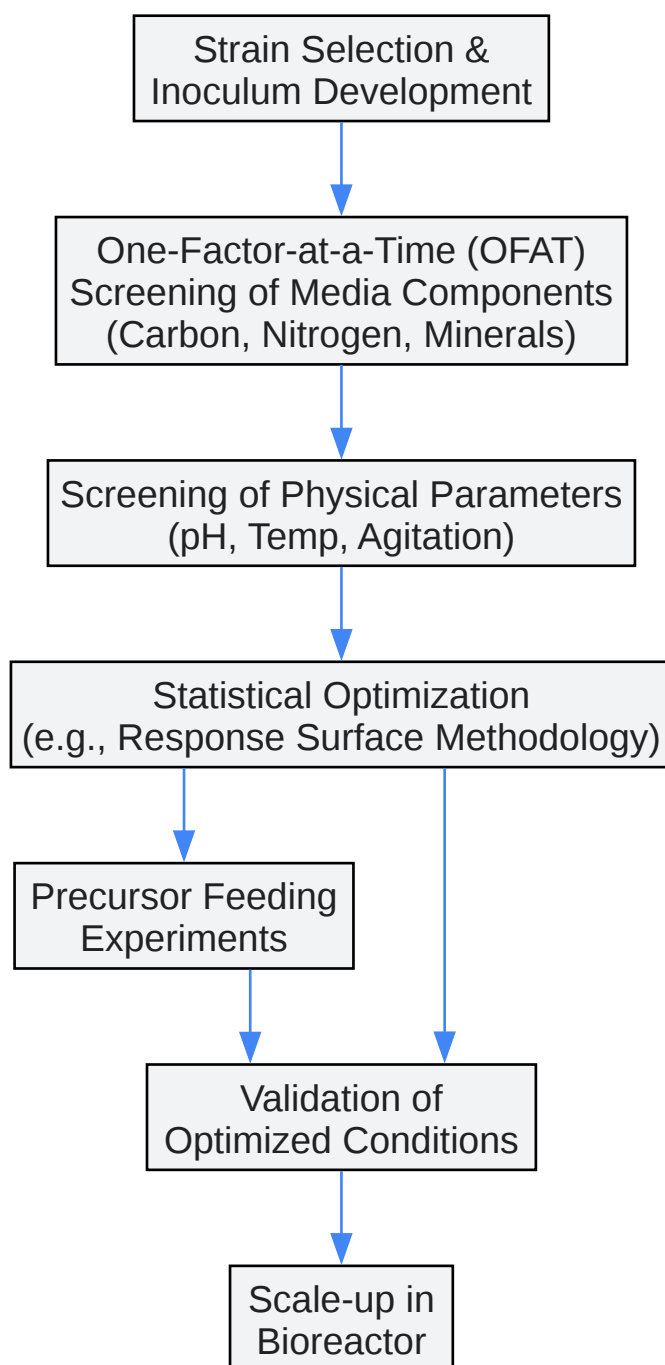 Strain Selection &
Inoculum Development
One-Factor-at-a-Time (OFAT)
Screening of Media Components
(Carbon, Nitrogen, Minerals)
Screening of Physical Parameters
(pH, Temp, Agitation)
Statistical Optimization
(e.g., Response Surface Methodology)
Precursor Feeding
Experiments
Validation of
Optimized Conditions
Scale-up in
Bioreactor